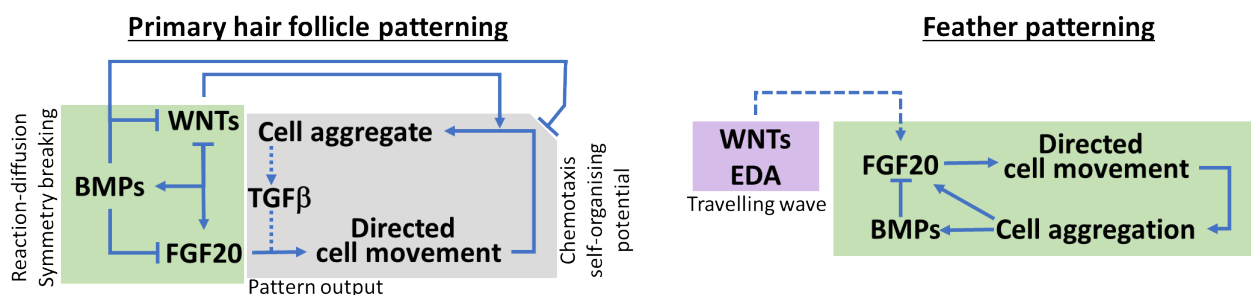 Primary hair follicle patterning
Reaction-diffusion
Symmetry breaking
WNTs
BMPs
FGF20
Cell aggregate
TGFβ
Directed
cell movement
Pattern output
Chemotaxis
self-organising
potential
Feather patterning
WNTs
EDA
Travelling wave
FGF20
Directed
cell movement
BMPs
Cell aggregation